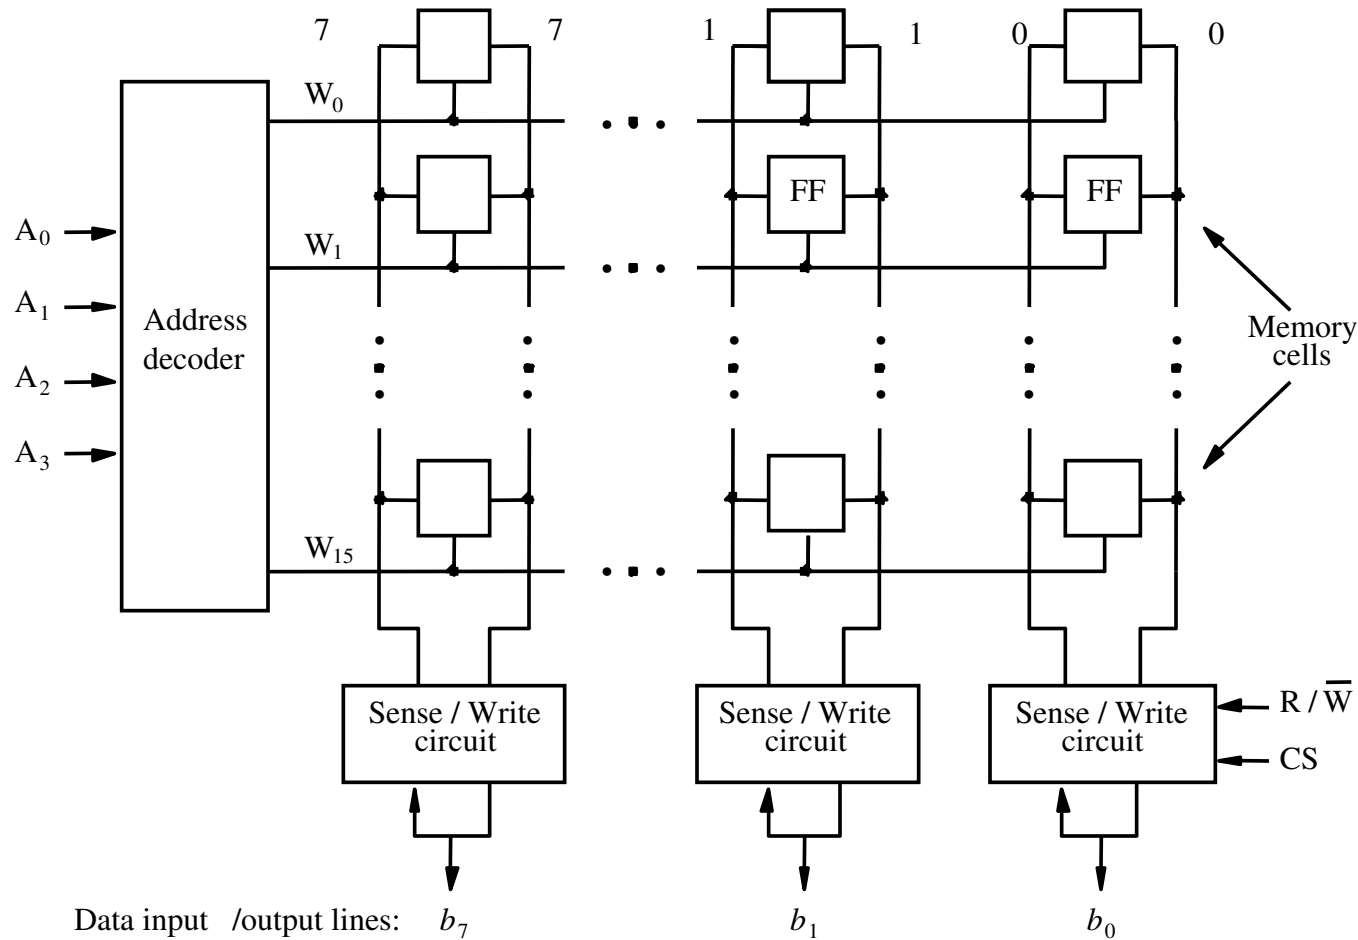 7 7 1 1 0 0
W0
FF FF
A0
W1
A1
Address
decoder
Memory
cells
A2
A3
W15
Sense / Write
circuit
Sense / Write
circuit
Sense / Write
circuit
R / W̅
CS
Data input /output lines: b7 b1 b0